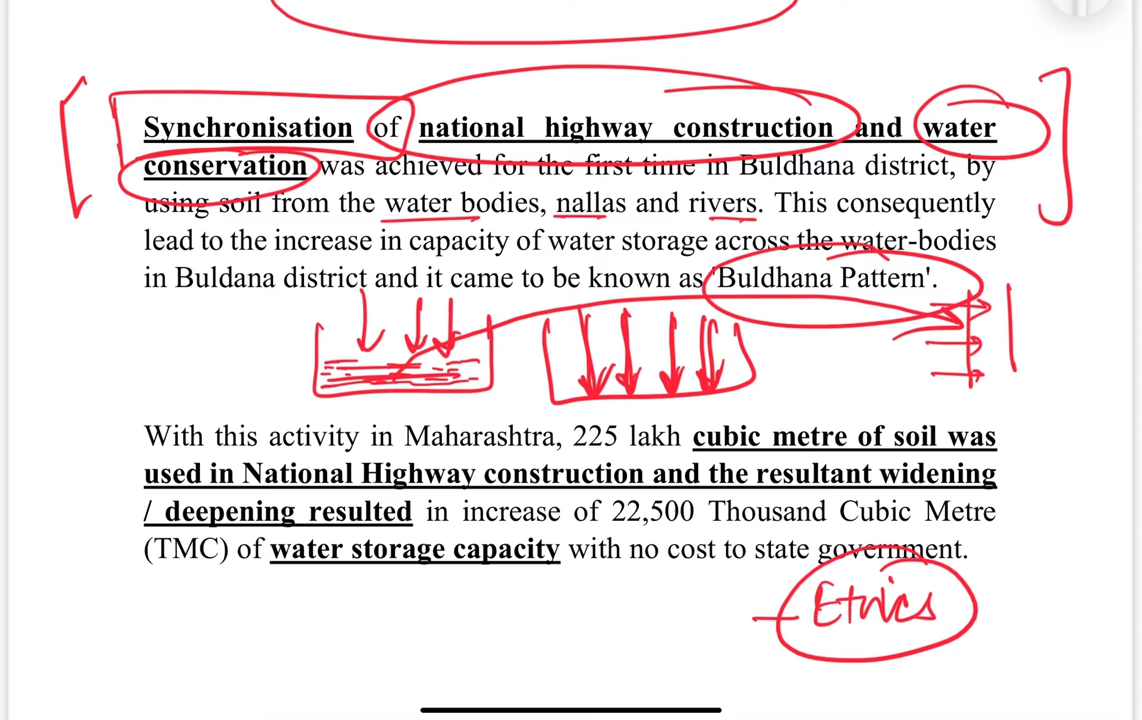 Synchronisation of national highway construction and water
conservation was achieved for the first time in Buldhana district, by
using soil from the water bodies, nallas and rivers. This consequently
lead to the increase in capacity of water storage across the water-bodies
in Buldana district and it came to be known as 'Buldhana Pattern'.
With this activity in Maharashtra, 225 lakh cubic metre of soil was
used in National Highway construction and the resultant widening
/ deepening resulted in increase of 22,500 Thousand Cubic Metre
(TMC) of water storage capacity with no cost to state government.
Ethics